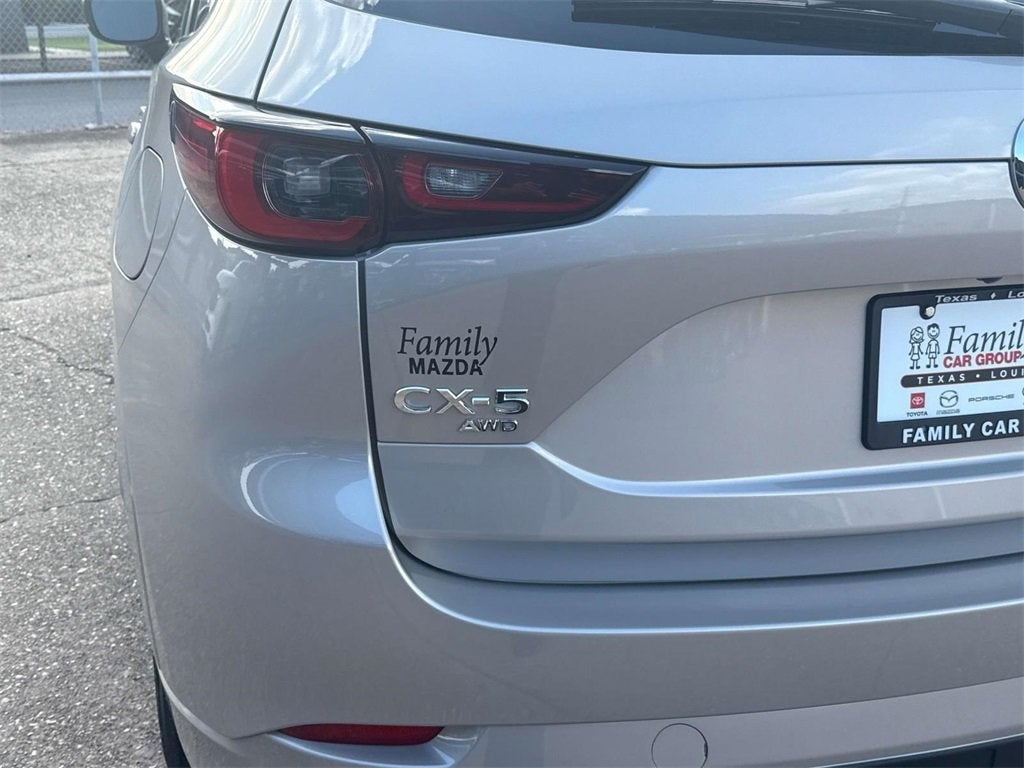 Family
MAZDA
CX-5
AWD
Texas
Family
CAR GROUP
TEXAS
TOYOTA mazda PORSCHE
FAMILY CAR